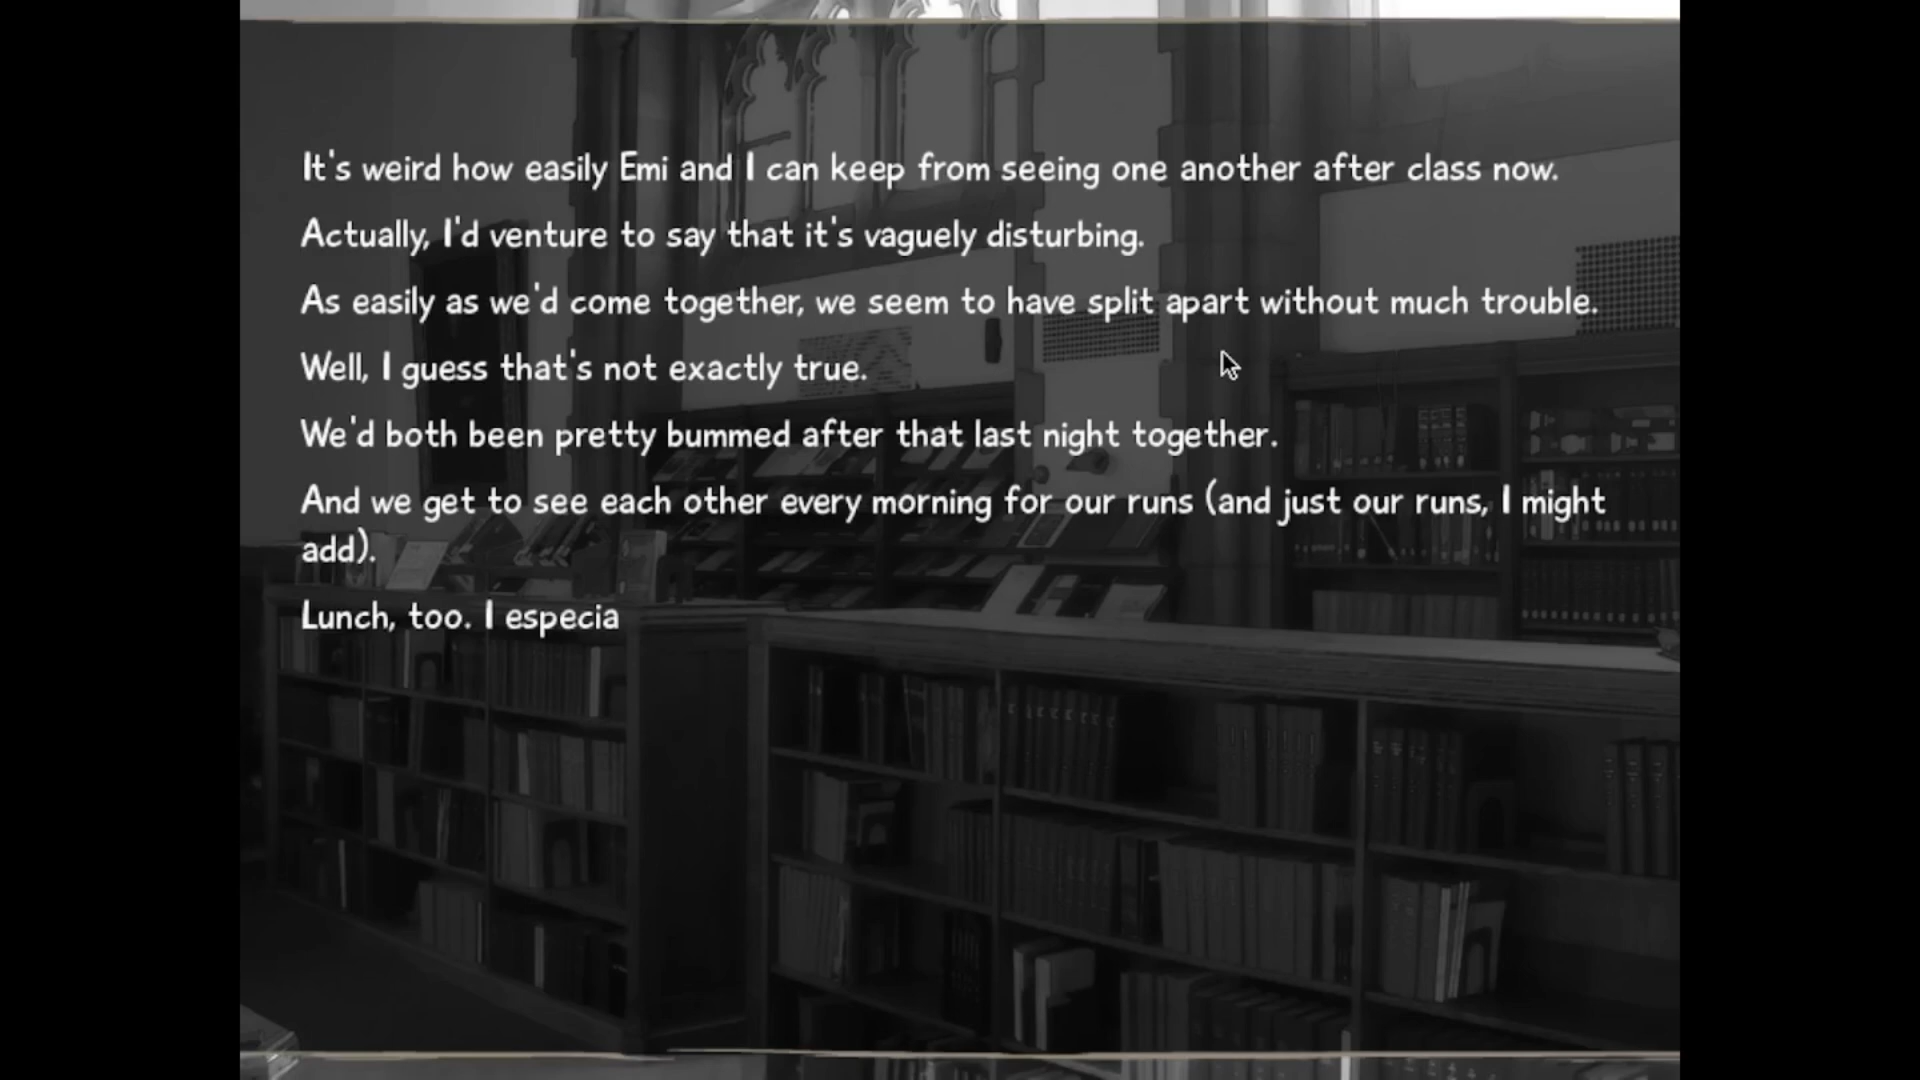 It's weird how easily Emi and I can keep from seeing one another after class now.
Actually, I'd venture to say that it's vaguely disturbing.
As easily as we'd come together, we seem to have split apart without much trouble.
Well, I guess that's not exactly true.
We'd both been pretty bummed after that last night together.
And we get to see each other every morning for our runs (and just our runs, I might
add).
Lunch, too. I especia